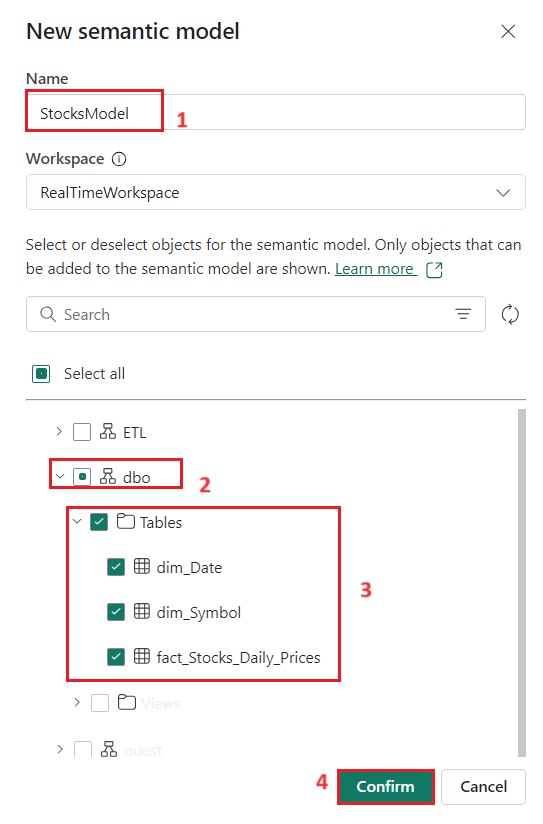 New semantic model
Name
StocksModel
1
Workspace
RealTimeWorkspace
Select or deselect objects for the semantic model. Only objects that can
be added to the semantic model are shown. Learn more
Search
Select all
ETL
dbo
2
Tables
dim_Date
dim_Symbol
3
fact_Stocks_Daily_Prices
Views
guest
4
Confirm
Cancel